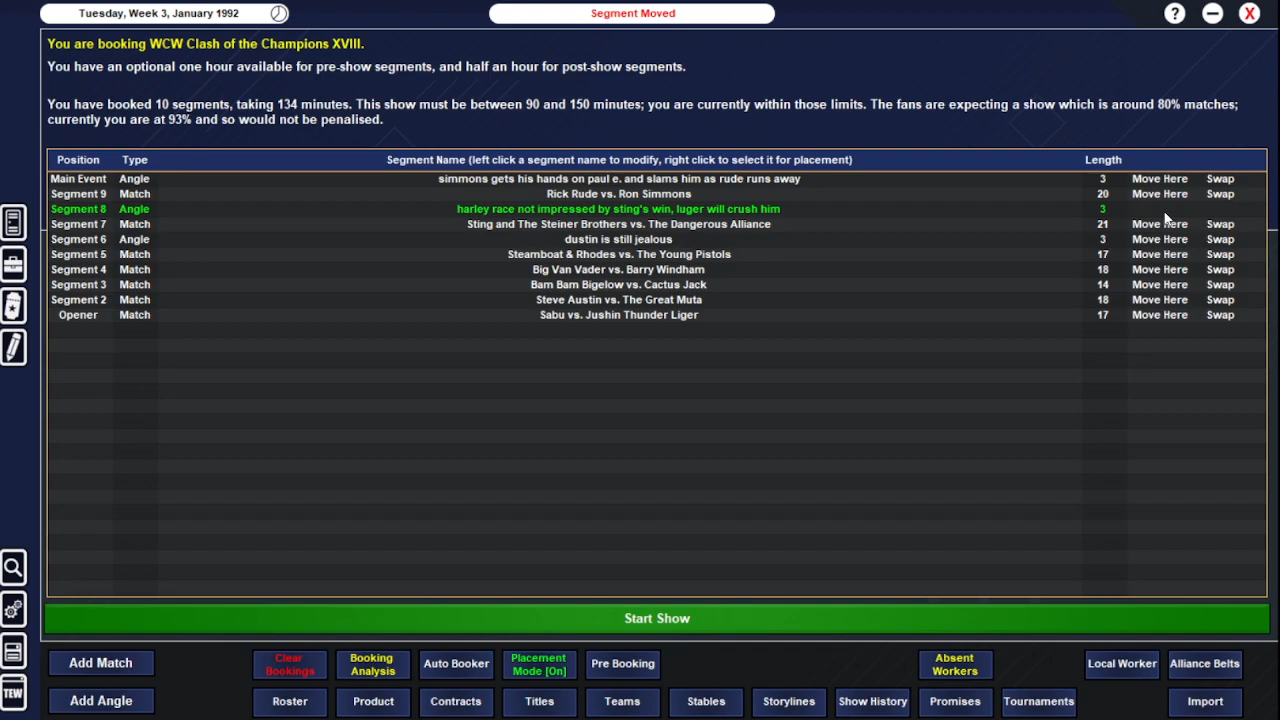 Tuesday, Week 3, January 1992
Segment Moved
? – X
You are booking WCW Clash of the Champions XVIII.
You have an optional one hour available for pre-show segments, and half an hour for post-show segments.
You have booked 10 segments, taking 134 minutes. This show must be between 90 and 150 minutes; you are currently within those limits. The fans are expecting a show which is around 80% matches;
currently you are at 93% and so would not be penalised.
Position Type Segment Name (left click a segment name to modify, right click to select it for placement) Length
Main Event Angle simmons gets his hands on paul e. and slams him as rude runs away 3 Move Here Swap
Segment 9 Match Rick Rude vs. Ron Simmons 20 Move Here Swap
Segment 8 Angle harley race not impressed by sting's win, luger will crush him 3
Segment 7 Match Sting and The Steiner Brothers vs. The Dangerous Alliance 21 Move Here Swap
Segment 6 Angle dustin is still jealous 3 Move Here Swap
Segment 5 Match Steamboat & Rhodes vs. The Young Pistols 17 Move Here Swap
Segment 4 Match Big Van Vader vs. Barry Windham 18 Move Here Swap
Segment 3 Match Bam Bam Bigelow vs. Cactus Jack 14 Move Here Swap
Segment 2 Match Steve Austin vs. The Great Muta 18 Move Here Swap
Opener Match Sabu vs. Jushin Thunder Liger 17 Move Here Swap
Start Show
Add Match
Clear
Bookings
Booking
Analysis
Auto Booker
Placement
Mode [On]
Pre Booking
Absent
Workers
Local Worker
Alliance Belts
TEW
Add Angle
Roster
Product
Contracts
Titles
Teams
Stables
Storylines
Show History
Promises
Tournaments
Import